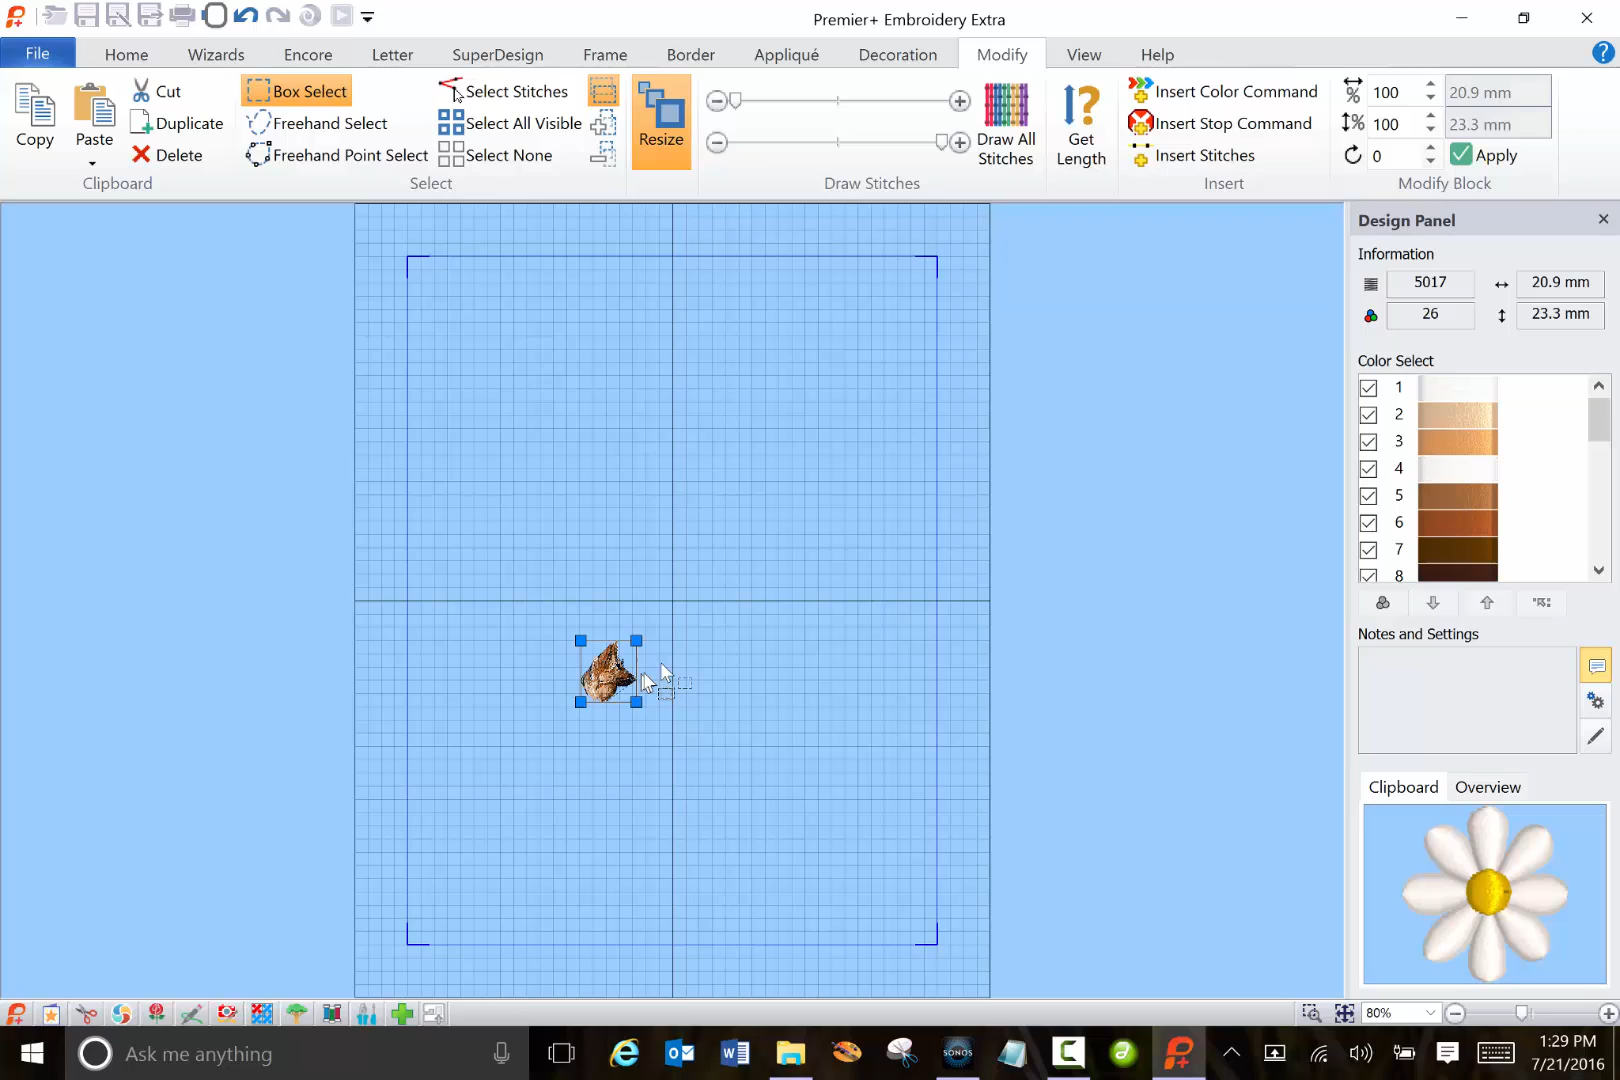 Premier+ Embroidery Extra
File Home Wizards Encore Letter SuperDesign Frame Border Appliqué Decoration Modify View Help
Copy
Paste
Cut
Duplicate
Delete
Clipboard
Box Select
Freehand Select
Freehand Point Select
Select Stitches
Select All Visible
Select None
Select
Resize
Draw All
Stitches
Draw Stitches
Get
Length
Insert Color Command
Insert Stop Command
Insert Stitches
Insert
% 100 20.9 mm
% 100 23.3 mm
0 Apply
Modify Block
Design Panel
Information
5017 20.9 mm
26 23.3 mm
Color Select
1
2
3
4
5
6
7
8
Notes and Settings
Clipboard Overview
80%
Ask me anything
SONOS
1:29 PM
7/21/2016